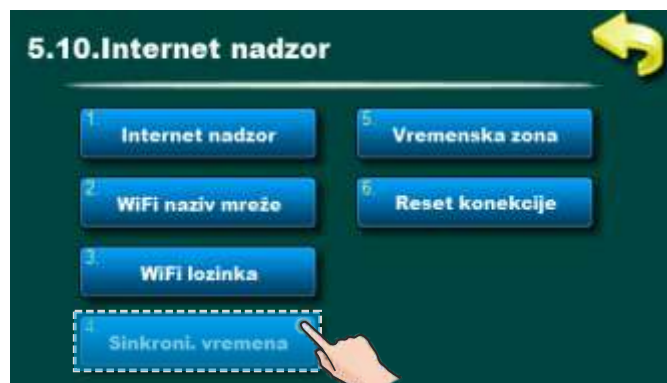 5.10.Internet nadzor
1.
Internet nadzor
2.
WiFi naziv mreže
3.
WiFi lozinka
4.
Sinkroni. vremena
5.
Vremenska zona
6.
Reset konekcije